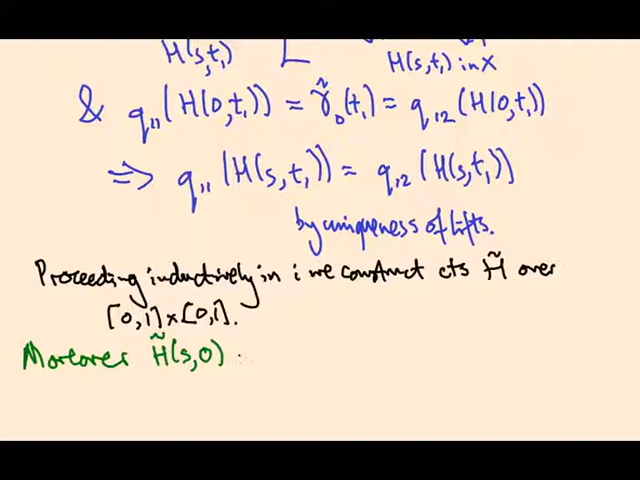 H(s,t₁)
H(s,t₁) in X
& q₁₁(H(0,t₁)) = γ̃₀(t₁) = q₁₂(H(0,t₁))
⇒ q₁₁(H(s,t₁)) = q₁₂(H(s,t₁))
by uniqueness of lifts.
Proceeding inductively in i we construct cts H̃ over
[0,1]×[0,1].
Moreover H̃(s,0)